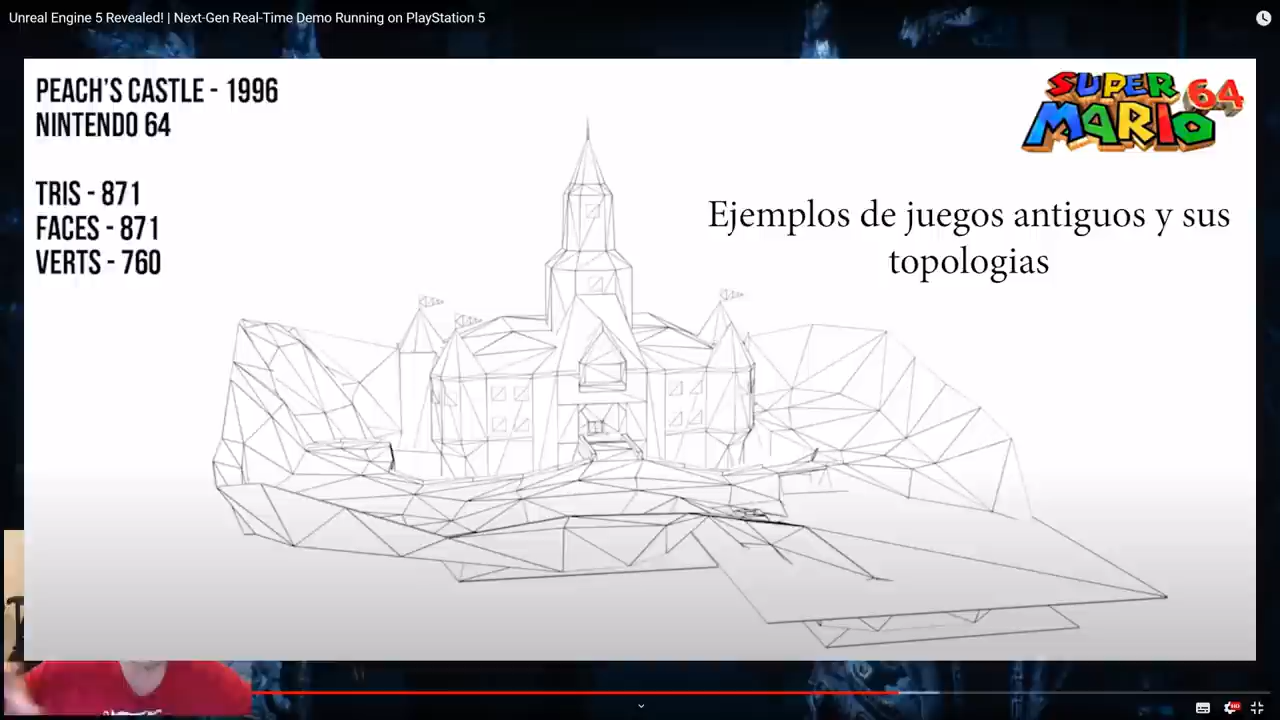 Unreal Engine 5 Revealed! | Next-Gen Real-Time Demo Running on PlayStation 5
PEACH'S CASTLE - 1996
NINTENDO 64
SUPER
MARIO 64
TRIS - 871
FACES - 871
VERTS - 760
Ejemplos de juegos antiguos y sus
topologias
HD